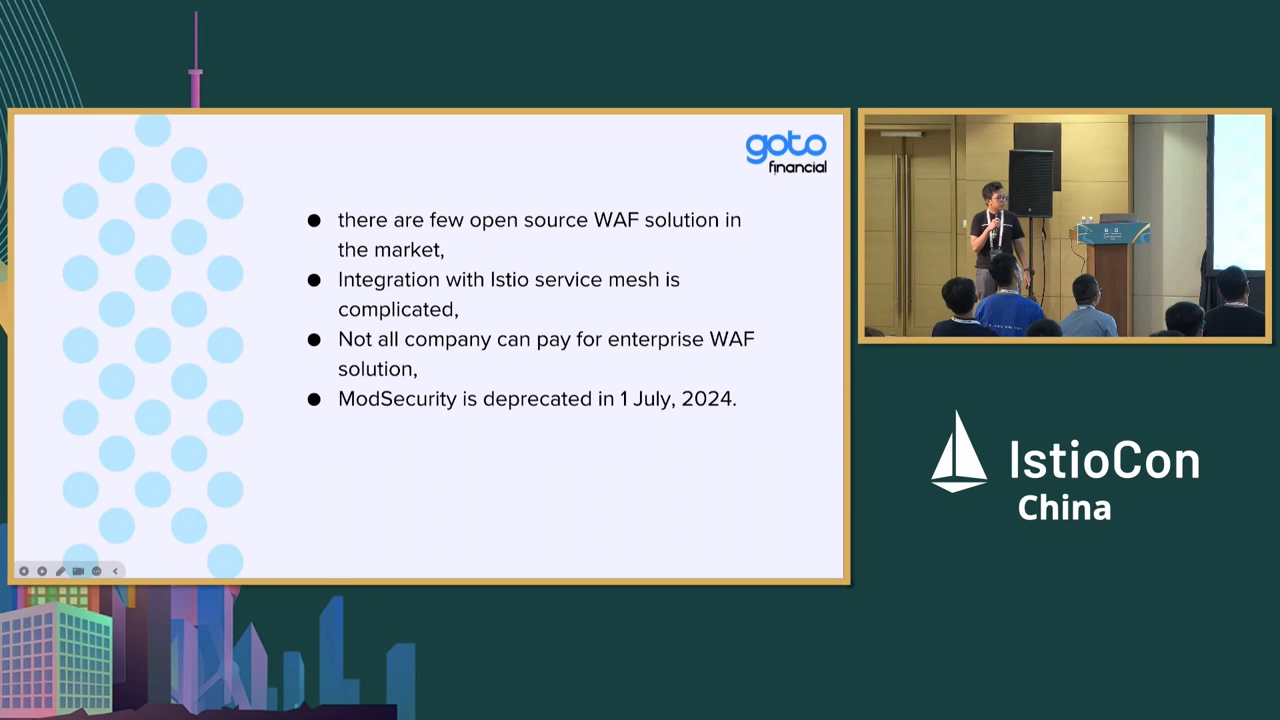 goto
financial
● there are few open source WAF solution in
the market,
● Integration with Istio service mesh is
complicated,
● Not all company can pay for enterprise WAF
solution,
● ModSecurity is deprecated in 1 July, 2024.
IstioCon
China